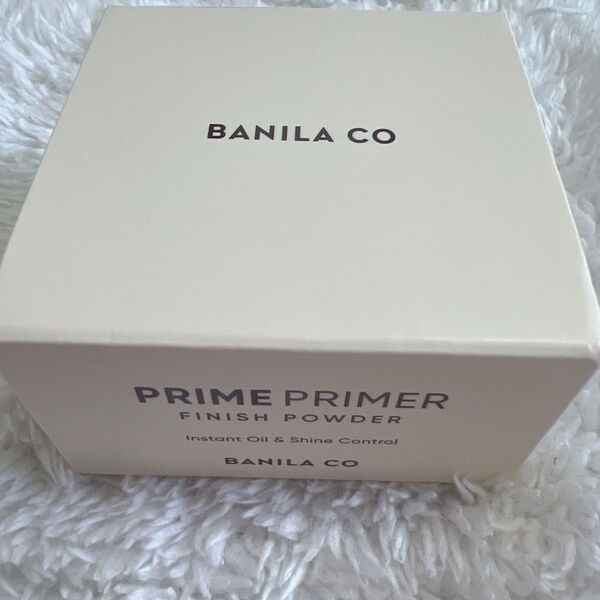 BANILA CO
PRIME PRIMER
FINISH POWDER
Instant Oil & Shine Control
BANILA CO